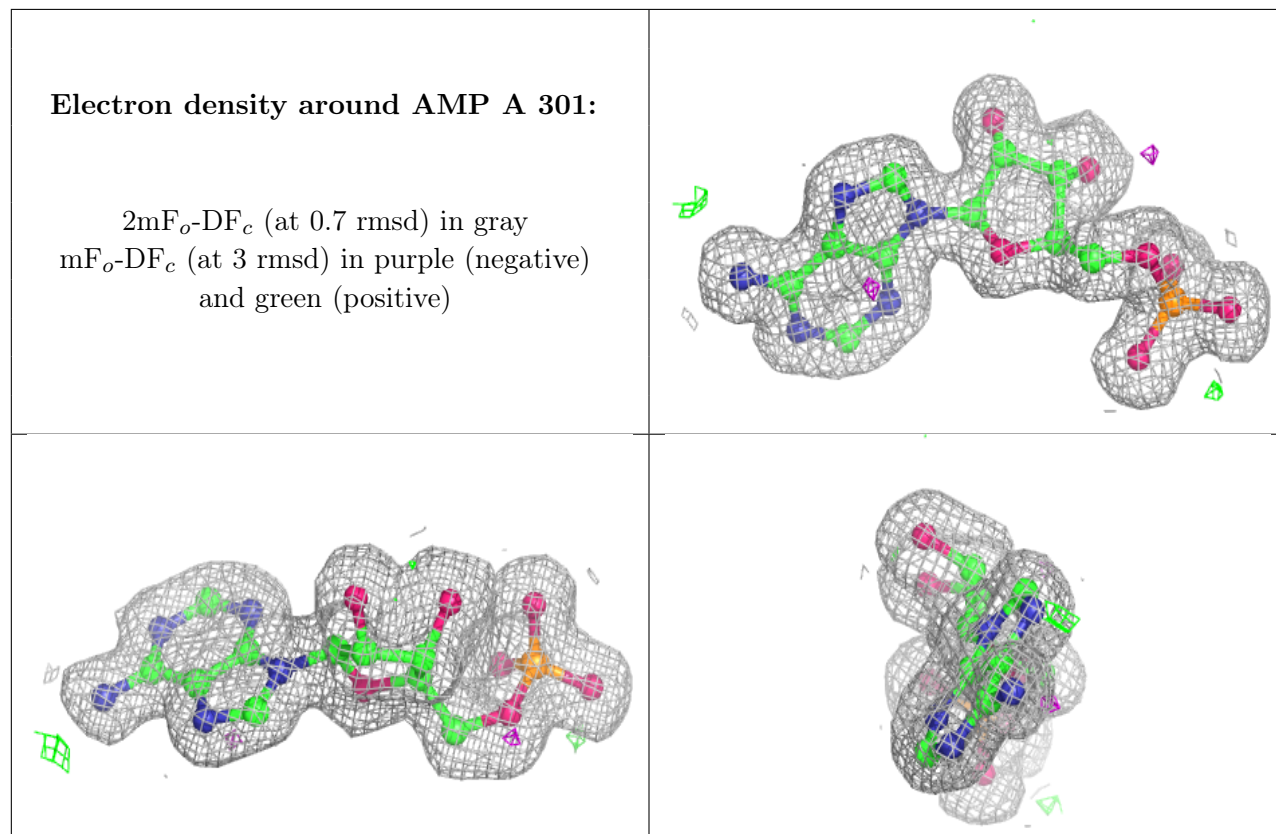 Electron density around AMP A 301:
2mFo-DFc (at 0.7 rmsd) in gray
mFo-DFc (at 3 rmsd) in purple (negative)
and green (positive)